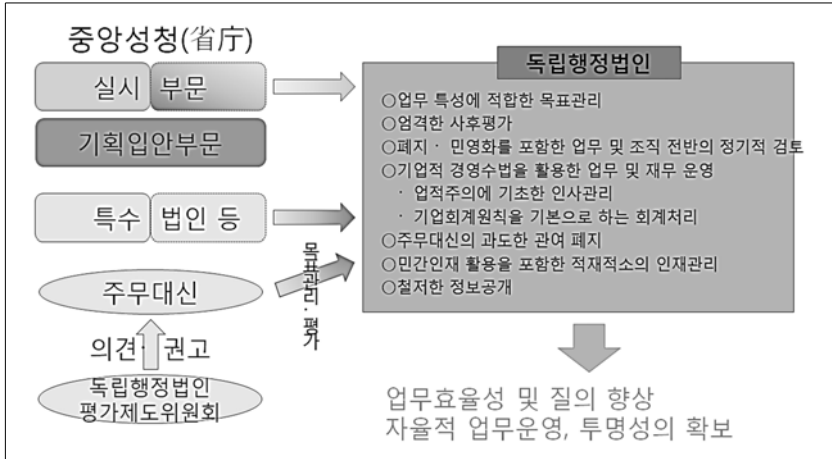 중앙성청(省庁)
실시 부문
기획입안부문
특수 법인 등
주무대신
의견· 권고
독립행정법인
평가제도위원회
목표관리·평가
독립행정법인
○업무 특성에 적합한 목표관리
○엄격한 사후평가
○폐지 · 민영화를 포함한 업무 및 조직 전반의 정기적 검토
○기업적 경영수법을 활용한 업무 및 재무 운영
· 업적주의에 기초한 인사관리
· 기업회계원칙을 기본으로 하는 회계처리
○주무대신의 과도한 관여 폐지
○민간인재 활용을 포함한 적재적소의 인재관리
○철저한 정보공개
업무효율성 및 질의 향상
자율적 업무운영, 투명성의 확보